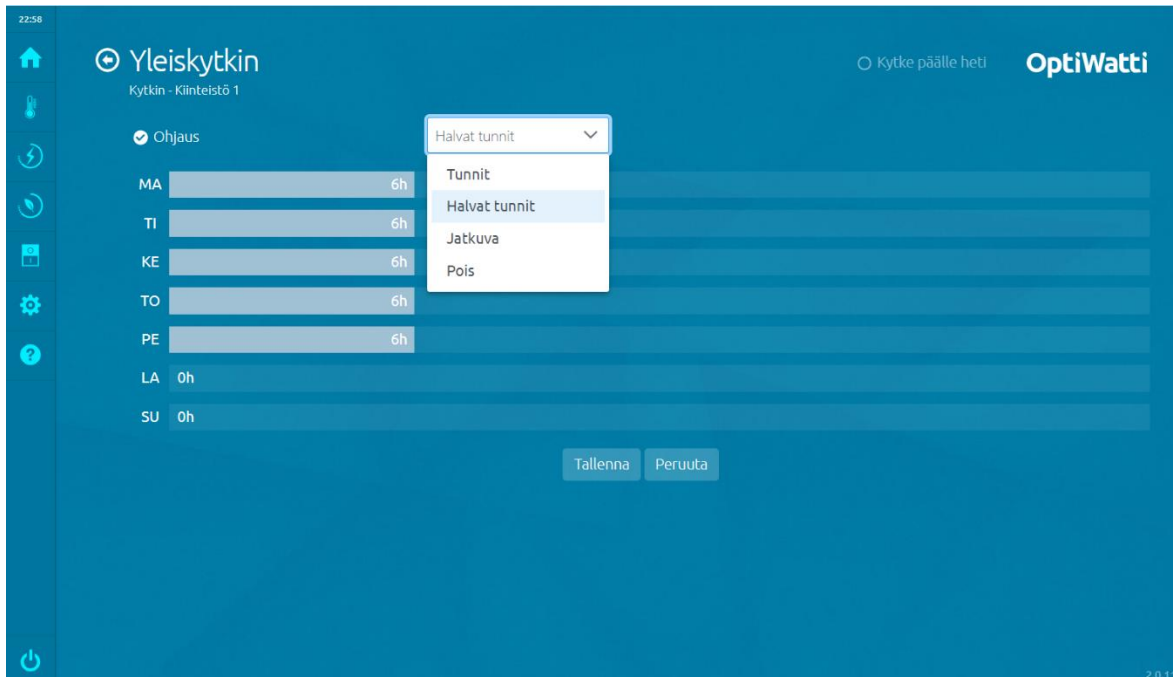 22:58
Yleiskytkin
Kytke päälle heti
OptiWatti
Kytkin - Kiinteistö 1
Ohjaus
Halvat tunnit
Tunnit
Halvat tunnit
Jatkuva
Pois
MA 6h
TI 6h
KE 6h
TO 6h
PE 6h
LA 0h
SU 0h
Tallenna Peruuta